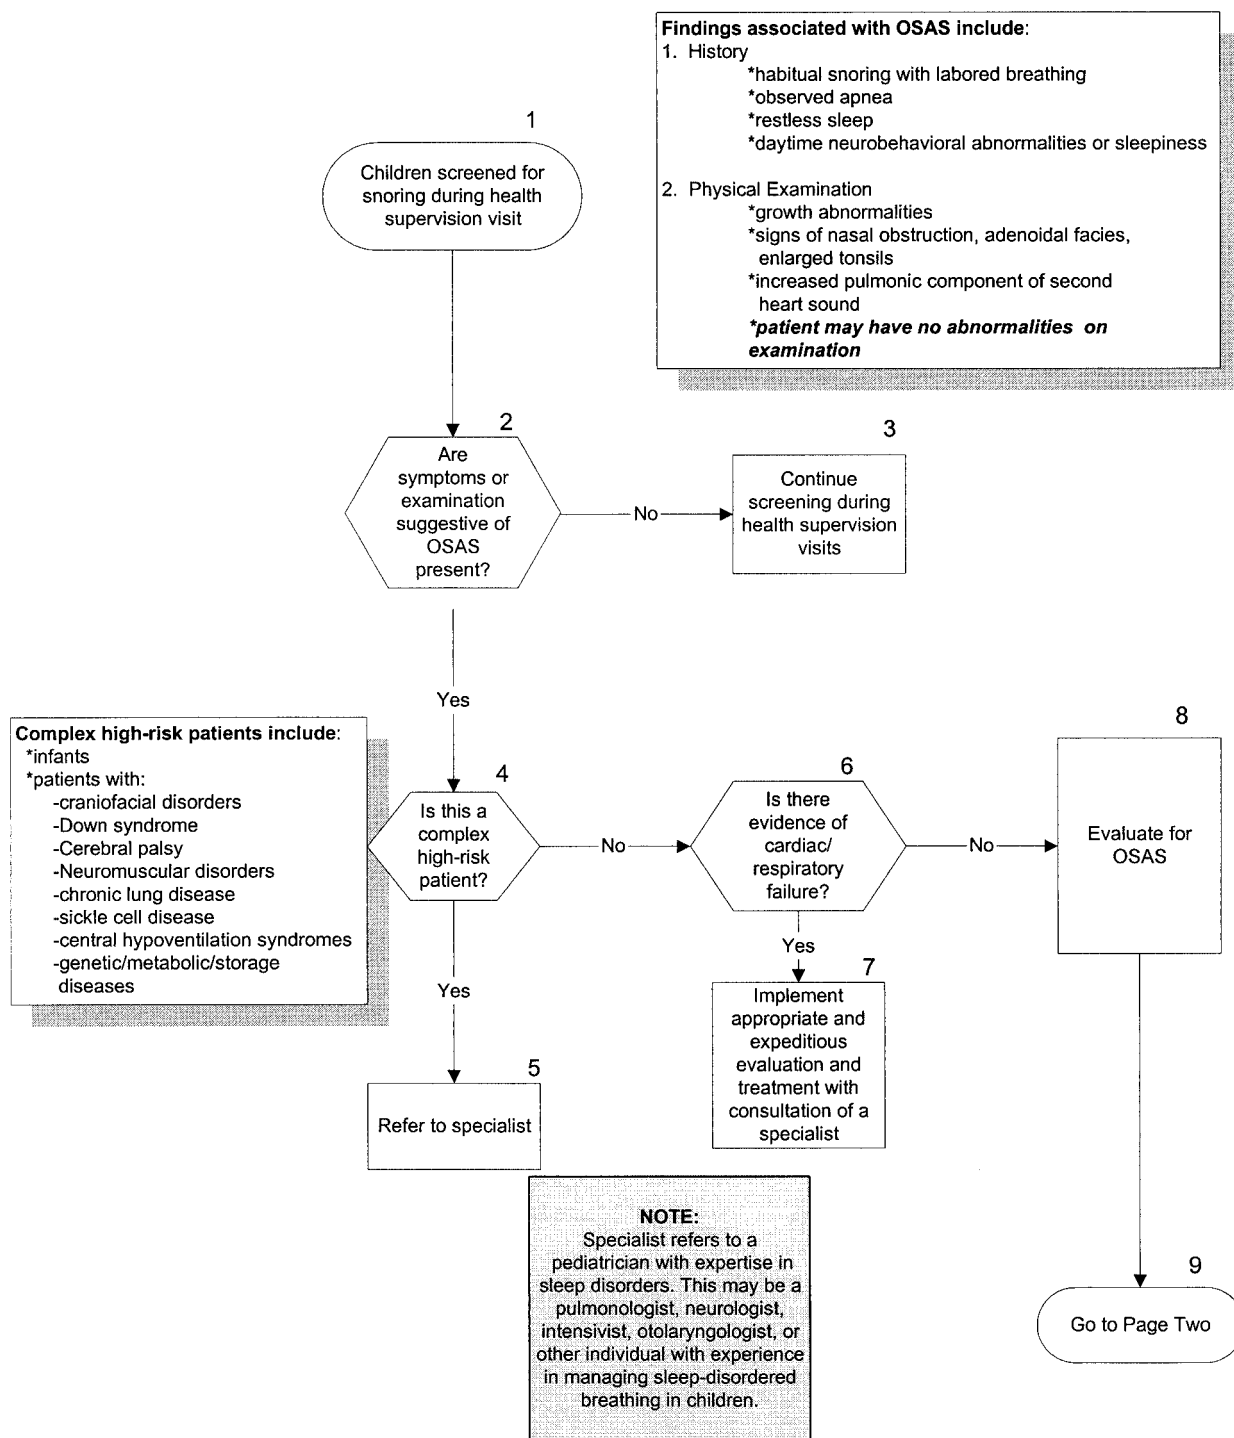 Findings associated with OSAS include:
1. History
*habitual snoring with labored breathing
*observed apnea
*restless sleep
*daytime neurobehavioral abnormalities or sleepiness
2. Physical Examination
*growth abnormalities
*signs of nasal obstruction, adenoidal facies,
enlarged tonsils
*increased pulmonic component of second
heart sound
*patient may have no abnormalities on
examination
1
Children screened for
snoring during health
supervision visit
2
Are
symptoms or
examination
suggestive of
OSAS
present?
No
3
Continue
screening during
health supervision
visits
Yes
Complex high-risk patients include:
*infants
*patients with:
-craniofacial disorders
-Down syndrome
-Cerebral palsy
-Neuromuscular disorders
-chronic lung disease
-sickle cell disease
-central hypoventilation syndromes
-genetic/metabolic/storage
diseases
4
Is this a
complex
high-risk
patient?
No
6
Is there
evidence of
cardiac/
respiratory
failure?
No
8
Evaluate for
OSAS
Yes
5
Refer to specialist
Yes
7
Implement
appropriate and
expeditious
evaluation and
treatment with
consultation of a
specialist
NOTE:
Specialist refers to a
pediatrician with expertise in
sleep disorders. This may be a
pulmonologist, neurologist,
intensivist, otolaryngologist, or
other individual with experience
in managing sleep-disordered
breathing in children.
9
Go to Page Two